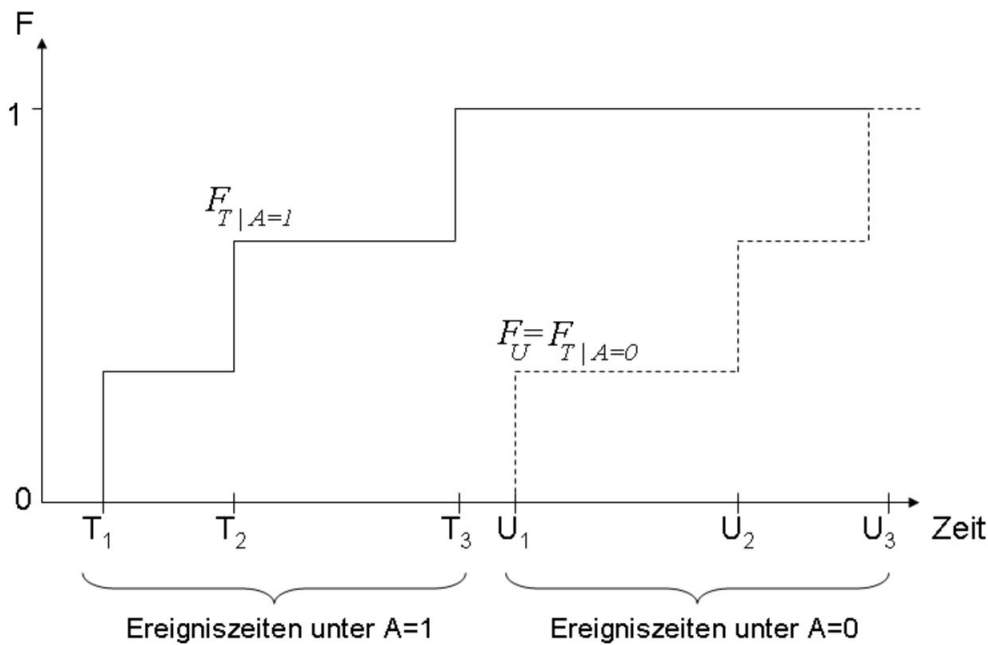 F
1
F_{T | A=1}
F_U = F_{T | A=0}
0
T₁ T₂ T₃ U₁ U₂ U₃ Zeit
Ereigniszeiten unter A=1 Ereigniszeiten unter A=0